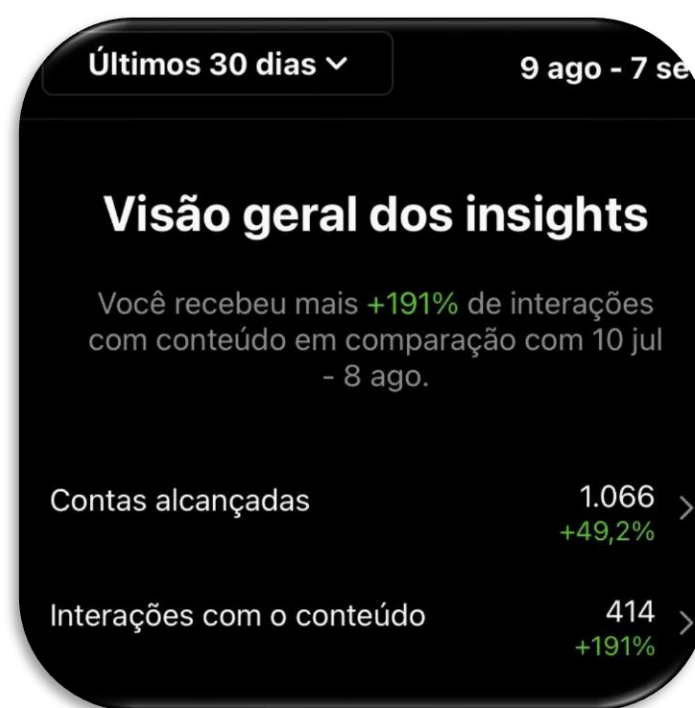 Últimos 30 dias
9 ago - 7 se
Visão geral dos insights
Você recebeu mais +191% de interações
com conteúdo em comparação com 10 jul
- 8 ago.
Contas alcançadas
1.066
+49,2%
Interações com o conteúdo
414
+191%